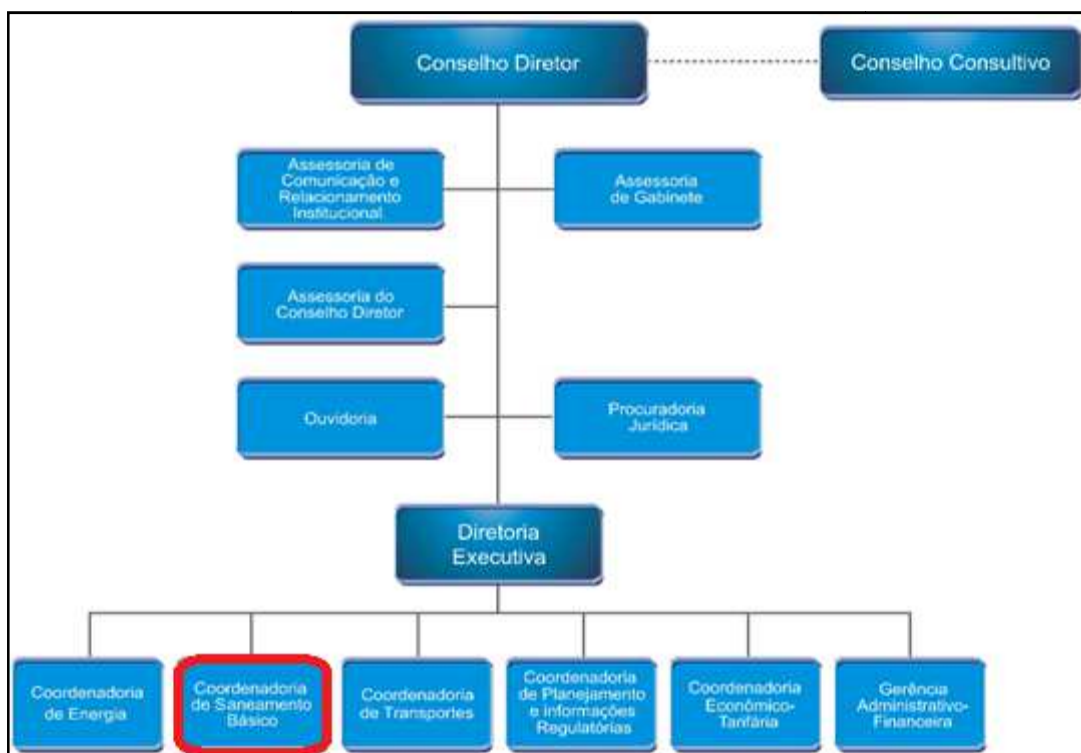 Conselho Diretor
Conselho Consultivo
Assessoria de
Comunicação e
Relacionamento
Institucional
Assessoria
de Gabinete
Assessoria do
Conselho Diretor
Ouvidoria
Procuradoria
Jurídica
Diretoria
Executiva
Coordenadoria
de Energia
Coordenadoria
de Saneamento
Básico
Coordenadoria
de Transportes
Coordenadoria
de Planejamento
e informações
Regulatórias
Coordenadoria
Econômico-
Tarifária
Gerência
Administrativo-
Financeira